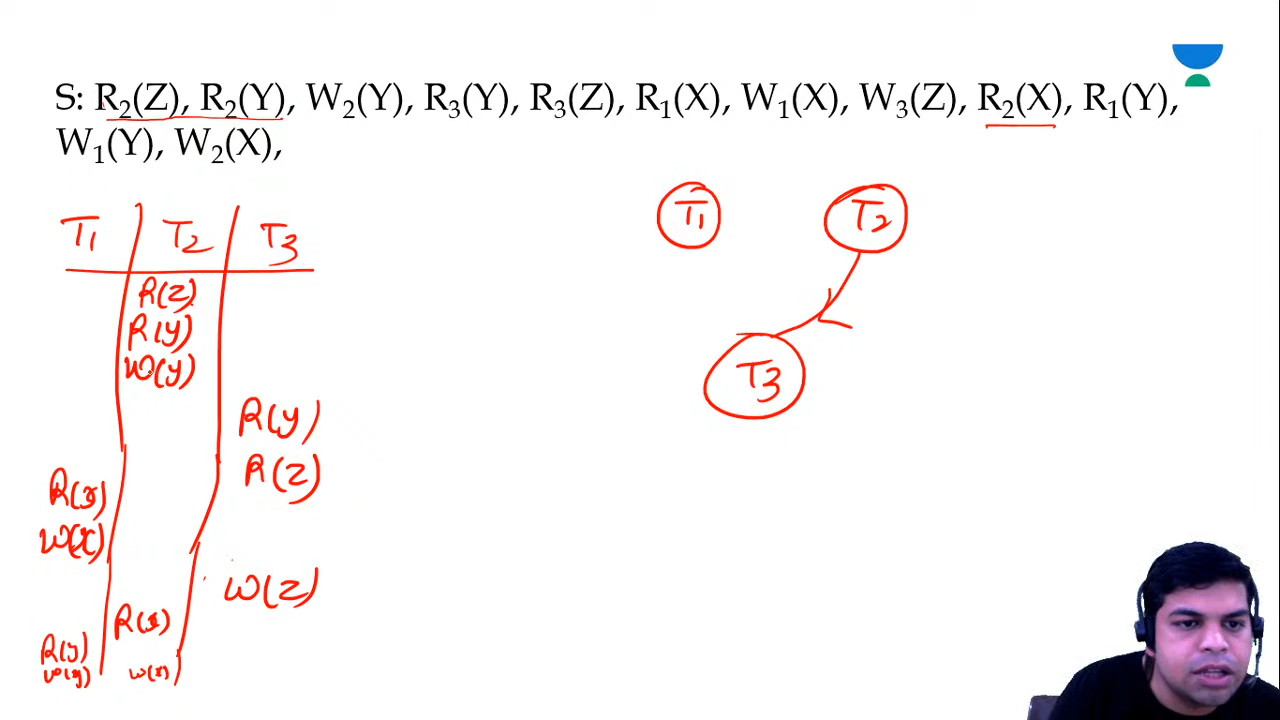 S: R₂(Z), R₂(Y), W₂(Y), R₃(Y), R₃(Z), R₁(X), W₁(X), W₃(Z), R₂(X), R₁(Y),
W₁(Y), W₂(X),
T₁ T₂ T₃
R(Z)
R(y)
W(y)
R(y)
R(Z)
R(x)
W(x)
W(Z)
R(x)
R(y)
W(y) W(x)
T₁ T₂
T₃